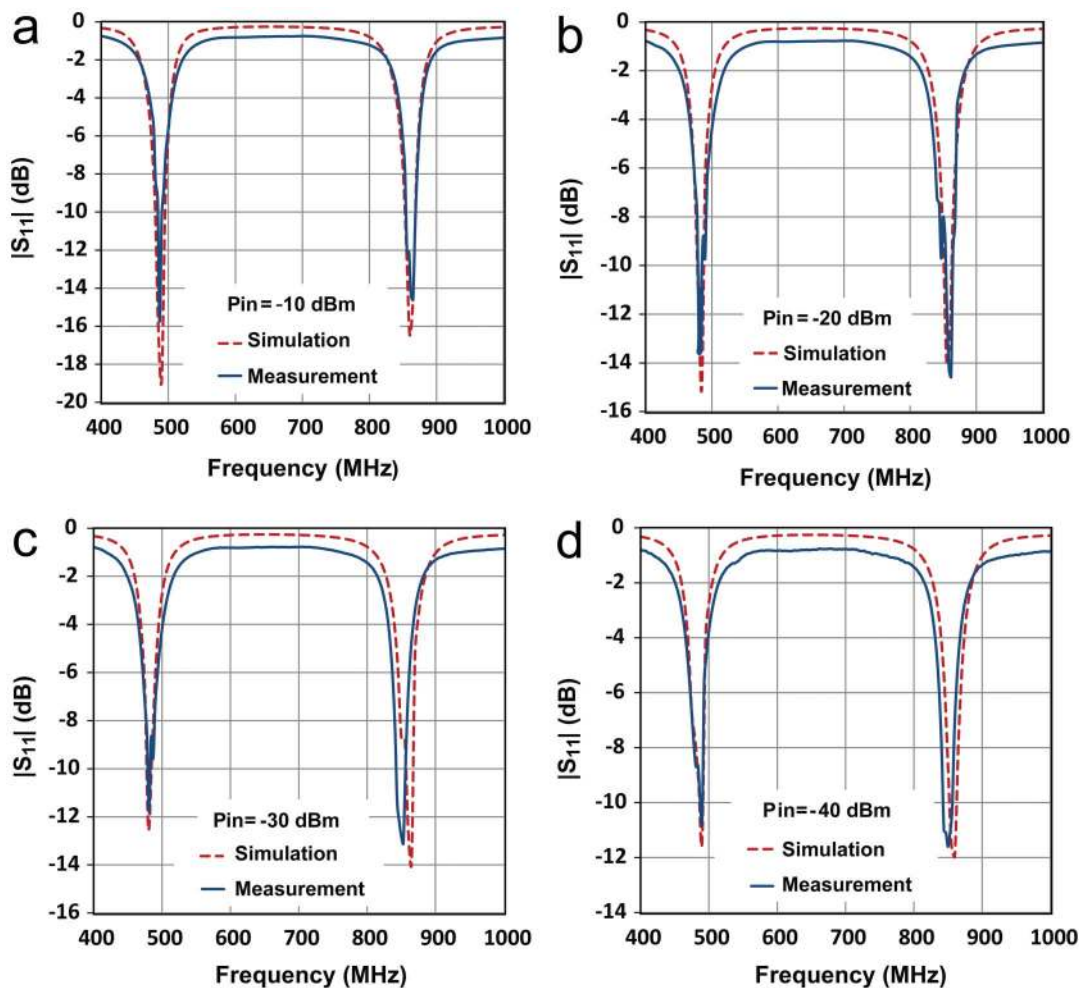 a
0
-2
-4
-6
-8
-10
-12
-14
-16
-18
-20
|S11| (dB)
Pin= -10 dBm
Simulation
Measurement
400 500 600 700 800 900 1000
Frequency (MHz)
b
0
-2
-4
-6
-8
-10
-12
-14
-16
|S11| (dB)
Pin= -20 dBm
Simulation
Measurement
400 500 600 700 800 900 1000
Frequency (MHz)
c
0
-2
-4
-6
-8
-10
-12
-14
-16
|S11| (dB)
Pin= -30 dBm
Simulation
Measurement
400 500 600 700 800 900 1000
Frequency (MHz)
d
0
-2
-4
-6
-8
-10
-12
-14
|S11| (dB)
Pin= -40 dBm
Simulation
Measurement
400 500 600 700 800 900 1000
Frequency (MHz)